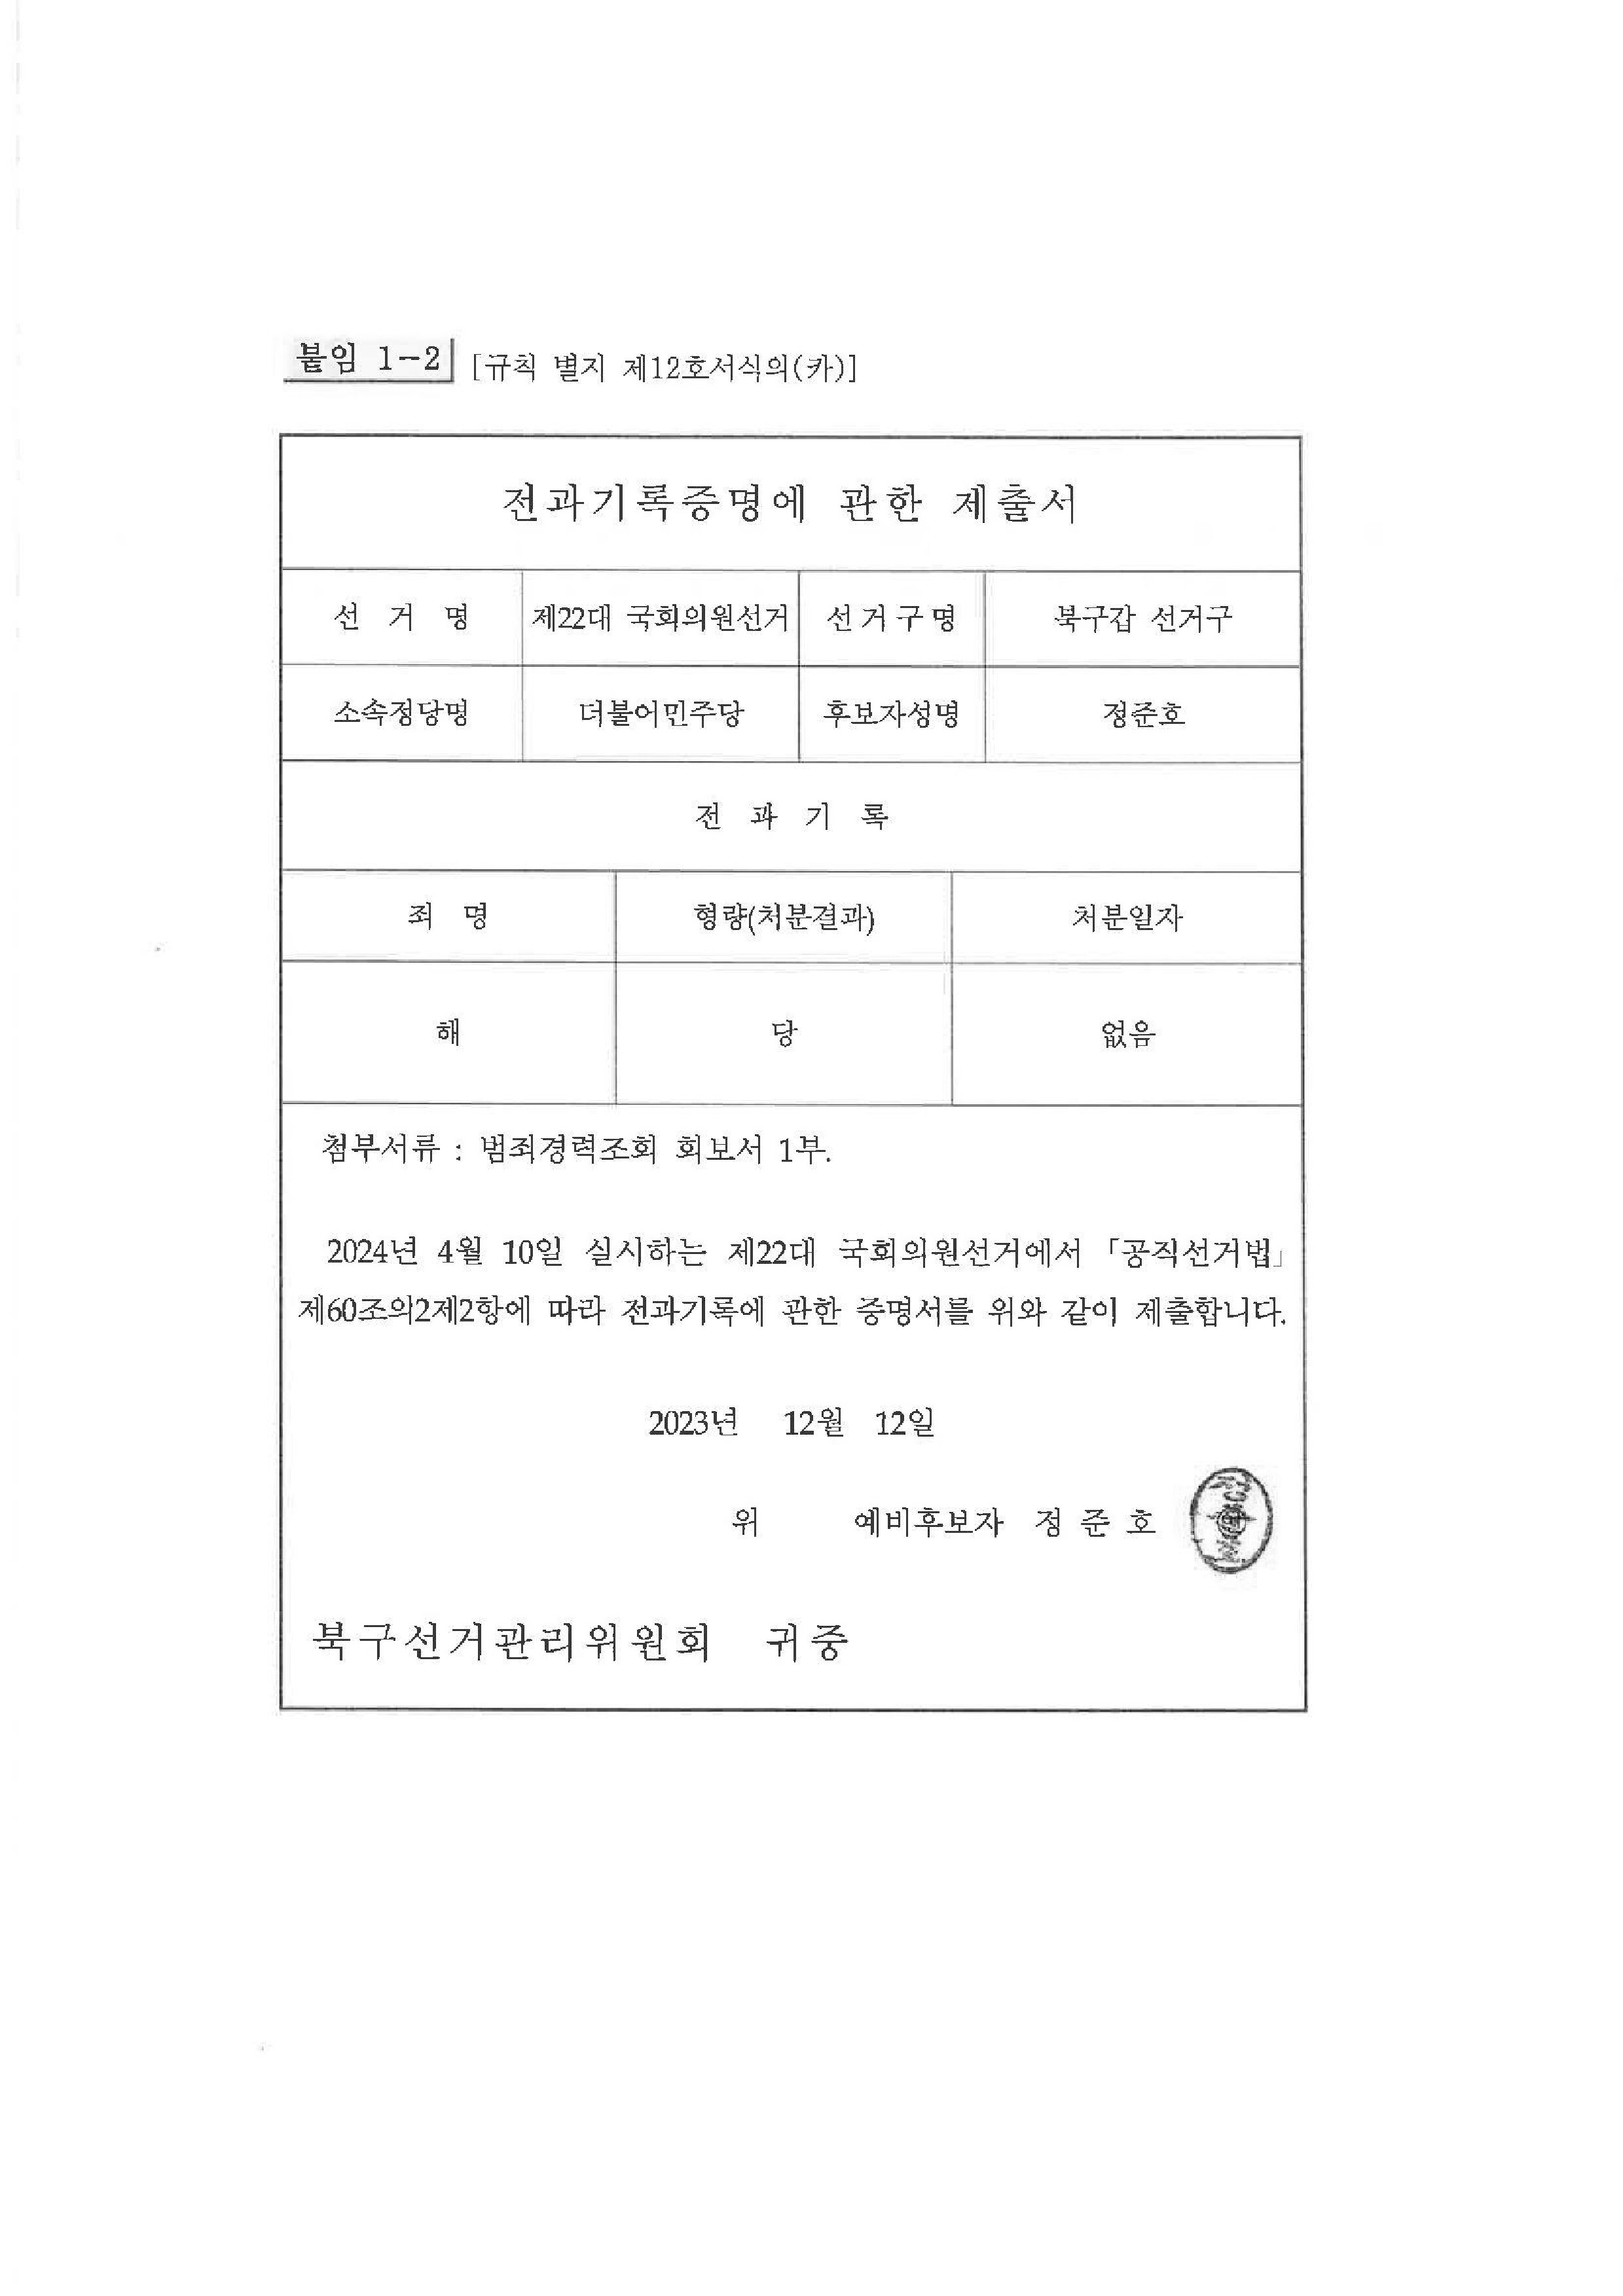 붙임 1-2 [규칙 별지 제12호서식의(카)]
전과기록증명에 관한 제출서
선 거 명 제22대 국회의원선거 선거구명 북구갑 선거구
소속정당명 더불어민주당 후보자성명 정준호
전 과 기 록
죄 명 형량(처분결과) 처분일자
해 당 없음
첨부서류 : 범죄경력조회 회보서 1부.
2024년 4월 10일 실시하는 제22대 국회의원선거에서 「공직선거법」
제60조의2제2항에 따라 전과기록에 관한 증명서를 위와 같이 제출합니다.
2023년 12월 12일
위 예비후보자 정 준 호
북구선거관리위원회 귀중